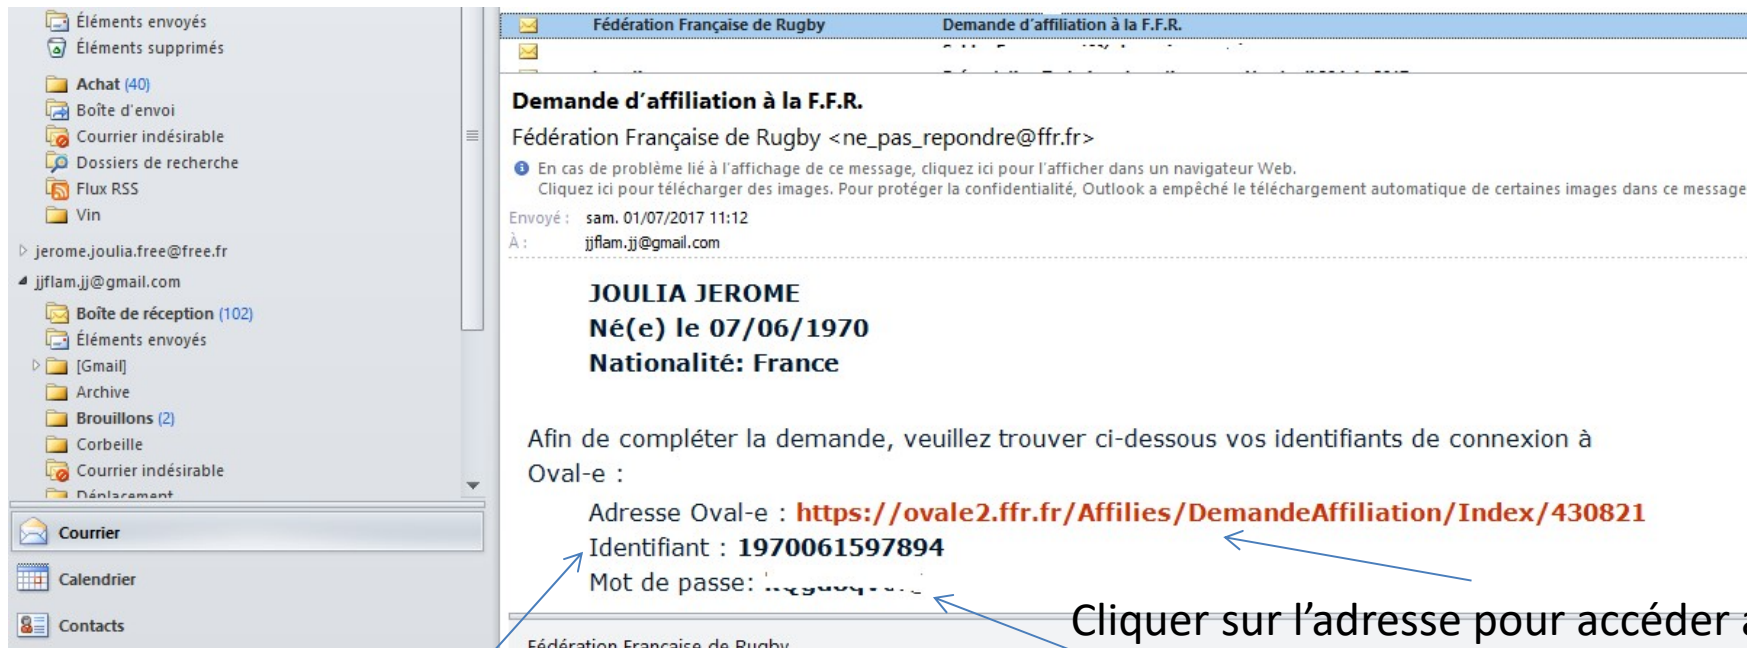 Éléments envoyés
Éléments supprimés
Achat (40)
Boîte d'envoi
Courrier indésirable
Dossiers de recherche
Flux RSS
Vin
jerome.joulia.free@free.fr
jjflam.jj@gmail.com
Boîte de réception (102)
Éléments envoyés
[Gmail]
Archive
Brouillons (2)
Corbeille
Courrier indésirable
Déplacement
Courrier
Calendrier
Contacts
Fédération Française de Rugby Demande d'affiliation à la F.F.R.
Demande d'affiliation à la F.F.R.
Fédération Française de Rugby <ne_pas_repondre@ffr.fr>
En cas de problème lié à l'affichage de ce message, cliquez ici pour l'afficher dans un navigateur Web.
Cliquez ici pour télécharger des images. Pour protéger la confidentialité, Outlook a empêché le téléchargement automatique de certaines images dans ce message
Envoyé : sam. 01/07/2017 11:12
À : jjflam.jj@gmail.com
JOULIA JEROME
Né(e) le 07/06/1970
Nationalité: France
Afin de compléter la demande, veuillez trouver ci-dessous vos identifiants de connexion à
Oval-e :
Adresse Oval-e : https://ovale2.ffr.fr/Affilies/DemandeAffiliation/Index/430821
Identifiant : 1970061597894
Mot de passe:
Cliquer sur l'adresse pour accéder
Fédération Française de Rugby